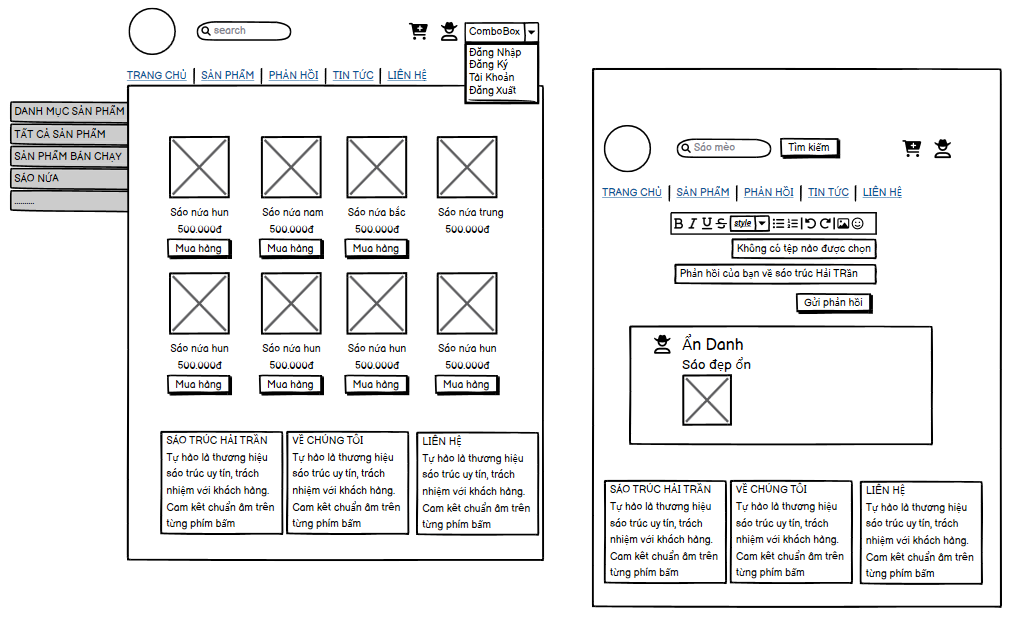 search
ComboBox
Đăng Nhập
Đăng Ký
Tài Khoản
Đăng Xuất
TRANG CHỦ | SẢN PHẨM | PHẢN HỒI | TIN TỨC | LIÊN HỆ
DANH MỤC SẢN PHẨM
TẤT CẢ SẢN PHẨM
SẢN PHẨM BÁN CHẠY
SÁO NỨA
..........
Sáo nứa hun
Sáo nứa nam
Sáo nứa bắc
Sáo nứa trung
500.000đ
500.000đ
500.000đ
500.000đ
Mua hàng
Mua hàng
Mua hàng
Sáo nứa hun
Sáo nứa hun
Sáo nứa hun
Sáo nứa hun
500.000đ
500.000đ
500.000đ
500.000đ
Mua hàng
Mua hàng
Mua hàng
Mua hàng
SÁO TRÚC HẢI TRẦN
Tự hào là thương hiệu
sáo trúc uy tín, trách
nhiệm với khách hàng.
Cam kêt chuẩn âm trên
từng phím bấm
VỀ CHÚNG TÔI
Tự hào là thương hiệu
sáo trúc uy tín, trách
nhiệm với khách hàng.
Cam kêt chuẩn âm trên
từng phím bấm
LIÊN HỆ
Tự hào là thương hiệu
sáo trúc uy tín, trách
nhiệm với khách hàng.
Cam kêt chuẩn âm trên
từng phím bấm
Sáo mèo
Tìm kiếm
TRANG CHỦ | SẢN PHẨM | PHẢN HỒI | TIN TỨC | LIÊN HỆ
B I U S style
Không có tệp nào được chọn
Phản hồi của bạn về sáo trúc Hải TRần
Gửi phản hồi
Ẩn Danh
Sáo đẹp ổn
SÁO TRÚC HẢI TRẦN
Tự hào là thương hiệu
sáo trúc uy tín, trách
nhiệm với khách hàng.
Cam kêt chuẩn âm trên
từng phím bấm
VỀ CHÚNG TÔI
Tự hào là thương hiệu
sáo trúc uy tín, trách
nhiệm với khách hàng.
Cam kêt chuẩn âm trên
từng phím bấm
LIÊN HỆ
Tự hào là thương hiệu
sáo trúc uy tín, trách
nhiệm với khách hàng.
Cam kêt chuẩn âm trên
từng phím bấm